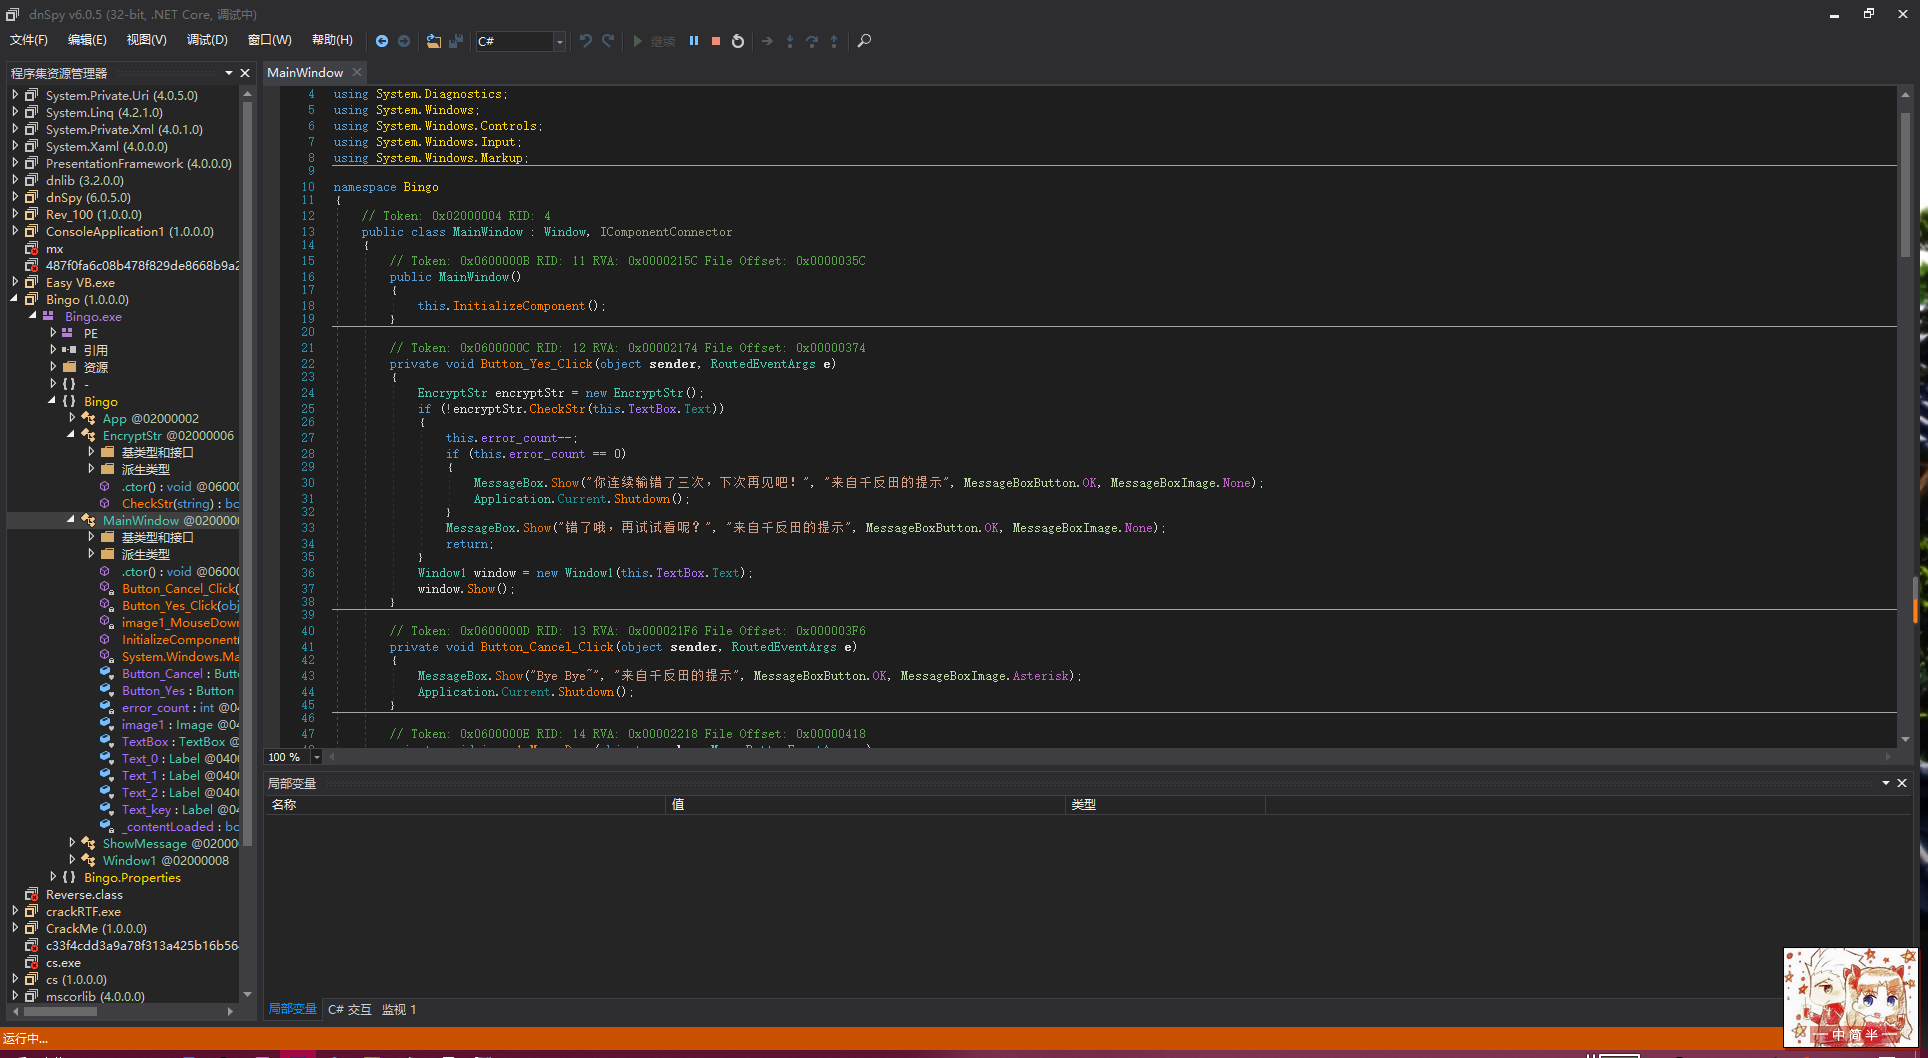 dnSpy v6.0.5 (32-bit, .NET Core, 调试中)
文件(F) 编辑(E) 视图(V) 调试(D) 窗口(W) 帮助(H) C# 继续
程序集资源管理器
System.Private.Uri (4.0.5.0)
System.Linq (4.2.1.0)
System.Private.Xml (4.0.1.0)
System.Xaml (4.0.0.0)
PresentationFramework (4.0.0.0)
dnlib (3.2.0.0)
dnSpy (6.0.5.0)
Rev_100 (1.0.0.0)
ConsoleApplication1 (1.0.0.0)
mx
487f0fa6c08b478f829de8668b9a2
Easy VB.exe
Bingo (1.0.0.0)
Bingo.exe
PE
引用
资源
{ } -
{ } Bingo
App @02000002
EncryptStr @02000006
基类型和接口
派生类型
.ctor() : void @0600
CheckStr(string) : bo
MainWindow @020000
基类型和接口
派生类型
.ctor() : void @0600
Button_Cancel_Click(
Button_Yes_Click(obj
image1_MouseDown
InitializeComponent(
System.Windows.Ma
Button_Cancel : Butt
Button_Yes : Button
error_count : int @04
image1 : Image @04
TextBox : TextBox @
Text_0 : Label @040
Text_1 : Label @040
Text_2 : Label @040
Text_key : Label @04
_contentLoaded : bo
ShowMessage @0200
Window1 @02000008
{ } Bingo.Properties
Reverse.class
crackRTF.exe
CrackMe (1.0.0.0)
c33f4cdd3a9a78f313a425b16b56
cs.exe
cs (1.0.0.0)
mscorlib (4.0.0.0)
MainWindow
4 using System.Diagnostics;
5 using System.Windows;
6 using System.Windows.Controls;
7 using System.Windows.Input;
8 using System.Windows.Markup;
9
10 namespace Bingo
11 {
12 // Token: 0x02000004 RID: 4
13 public class MainWindow : Window, IComponentConnector
14 {
15 // Token: 0x0600000B RID: 11 RVA: 0x0000215C File Offset: 0x0000035C
16 public MainWindow()
17 {
18 this.InitializeComponent();
19 }
20
21 // Token: 0x0600000C RID: 12 RVA: 0x00002174 File Offset: 0x00000374
22 private void Button_Yes_Click(object sender, RoutedEventArgs e)
23 {
24 EncryptStr encryptStr = new EncryptStr();
25 if (!encryptStr.CheckStr(this.TextBox.Text))
26 {
27 this.error_count--;
28 if (this.error_count == 0)
29 {
30 MessageBox.Show("你连续输错了三次，下次再见吧！", "来自千反田的提示", MessageBoxButton.OK, MessageBoxImage.None);
31 Application.Current.Shutdown();
32 }
33 MessageBox.Show("错了哦，再试试看呢？", "来自千反田的提示", MessageBoxButton.OK, MessageBoxImage.None);
34 return;
35 }
36 Window1 window = new Window1(this.TextBox.Text);
37 window.Show();
38 }
39
40 // Token: 0x0600000D RID: 13 RVA: 0x000021F6 File Offset: 0x000003F6
41 private void Button_Cancel_Click(object sender, RoutedEventArgs e)
42 {
43 MessageBox.Show("Bye Bye~", "来自千反田的提示", MessageBoxButton.OK, MessageBoxImage.Asterisk);
44 Application.Current.Shutdown();
45 }
46
47 // Token: 0x0600000E RID: 14 RVA: 0x00002218 File Offset: 0x00000418
100 %
局部变量
名称 值 类型
局部变量 C# 交互 监视 1
中 简 半
运行中...